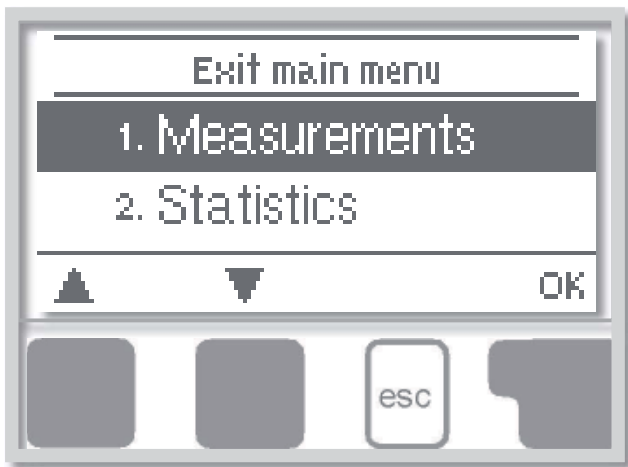 Exit main menu
1. Measurements
2. Statistics
▲ ▼ OK
esc